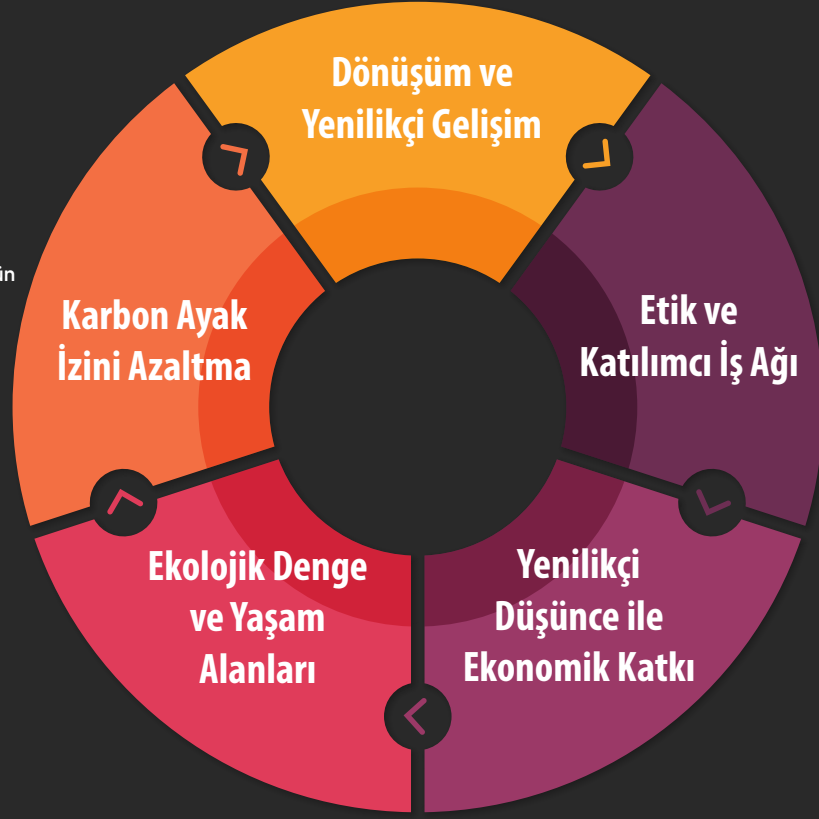 Dönüşüm ve
Yenilikçi Gelişim
Etik ve
Katılımcı İş Ağı
Yenilikçi
Düşünce ile
Ekonomik Katkı
Ekolojik Denge
ve Yaşam
Alanları
Karbon Ayak
İzini Azaltma